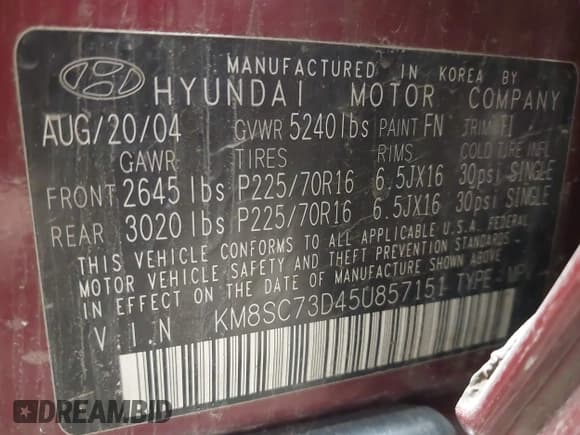 MANUFACTURED IN KOREA BY
HYUNDAI MOTOR COMPANY
AUG/20/04 GVWR 5240lbs PAINT FN TRIM FI
GAWR TIRES RIMS COLD TIRE INFL
FRONT 2645 lbs P225/70R16 6.5JX16 30psi SINGLE
REAR 3020 lbs P225/70R16 6.5JX16 30psi SINGLE
THIS VEHICLE CONFORMS TO ALL APPLICABLE U.S.A. FEDERAL
MOTOR VEHICLE SAFETY AND THEFT PREVENTION STANDARDS
IN EFFECT ON THE DATE OF MANUFACTURE SHOWN ABOVE.
VIN KM8SC73D45U857151 TYPE : MPV
DREAMBID